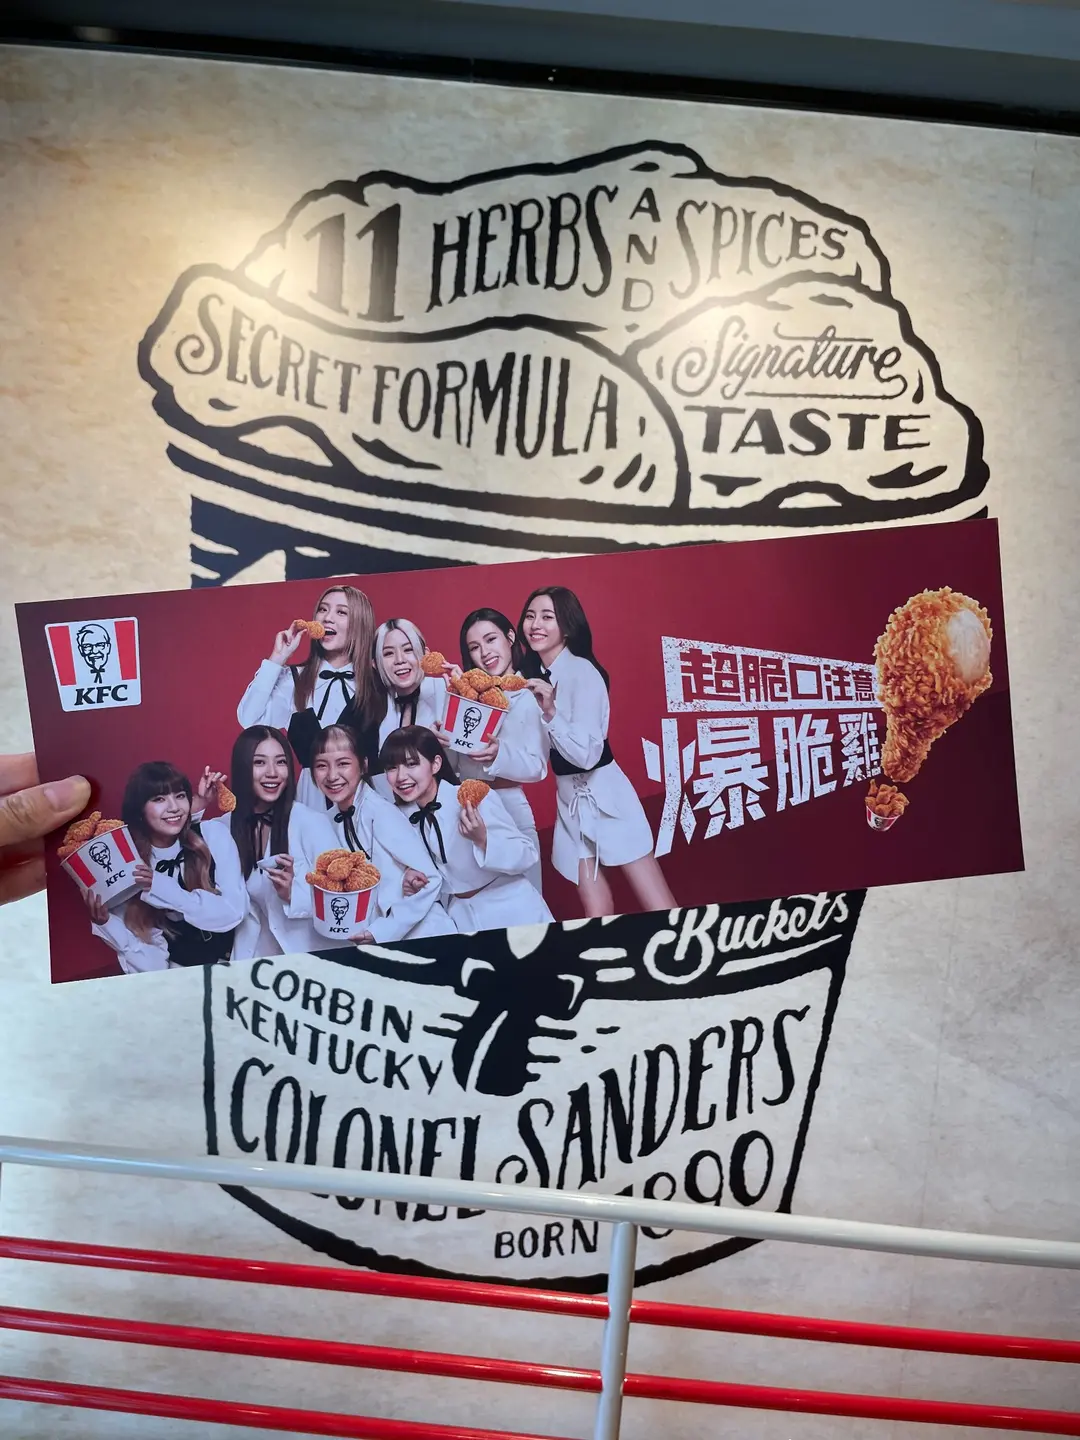 11 HERBS AND SPICES
SECRET FORMULA
Signature
TASTE
KFC
超脆口注意
爆脆雞
KFC
KFC
KFC
Buckets
CORBIN
KENTUCKY
COLONEL SANDERS
BORN 1890